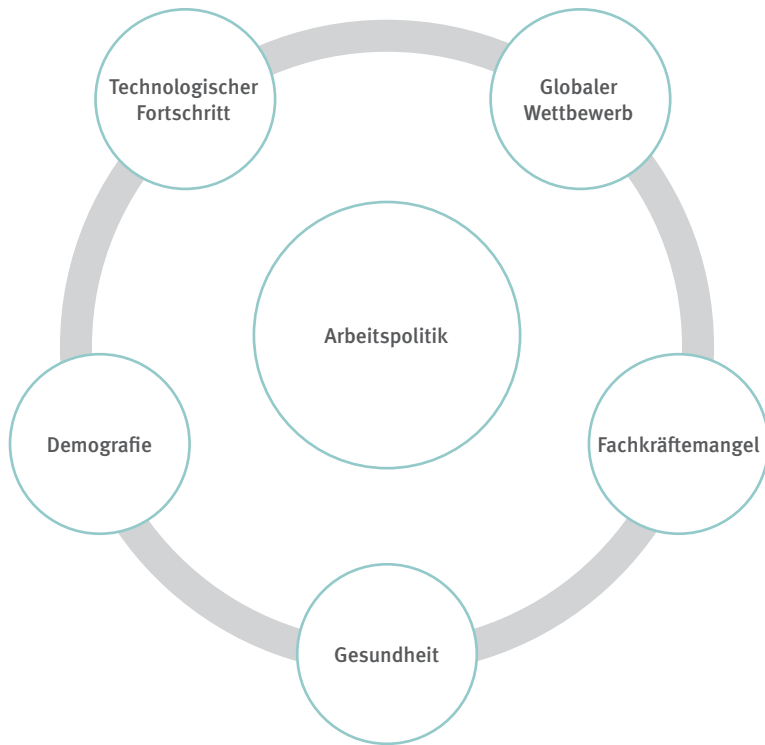 Technologischer
Fortschritt
Globaler
Wettbewerb
Arbeitspolitik
Demografie
Fachkräftemangel
Gesundheit